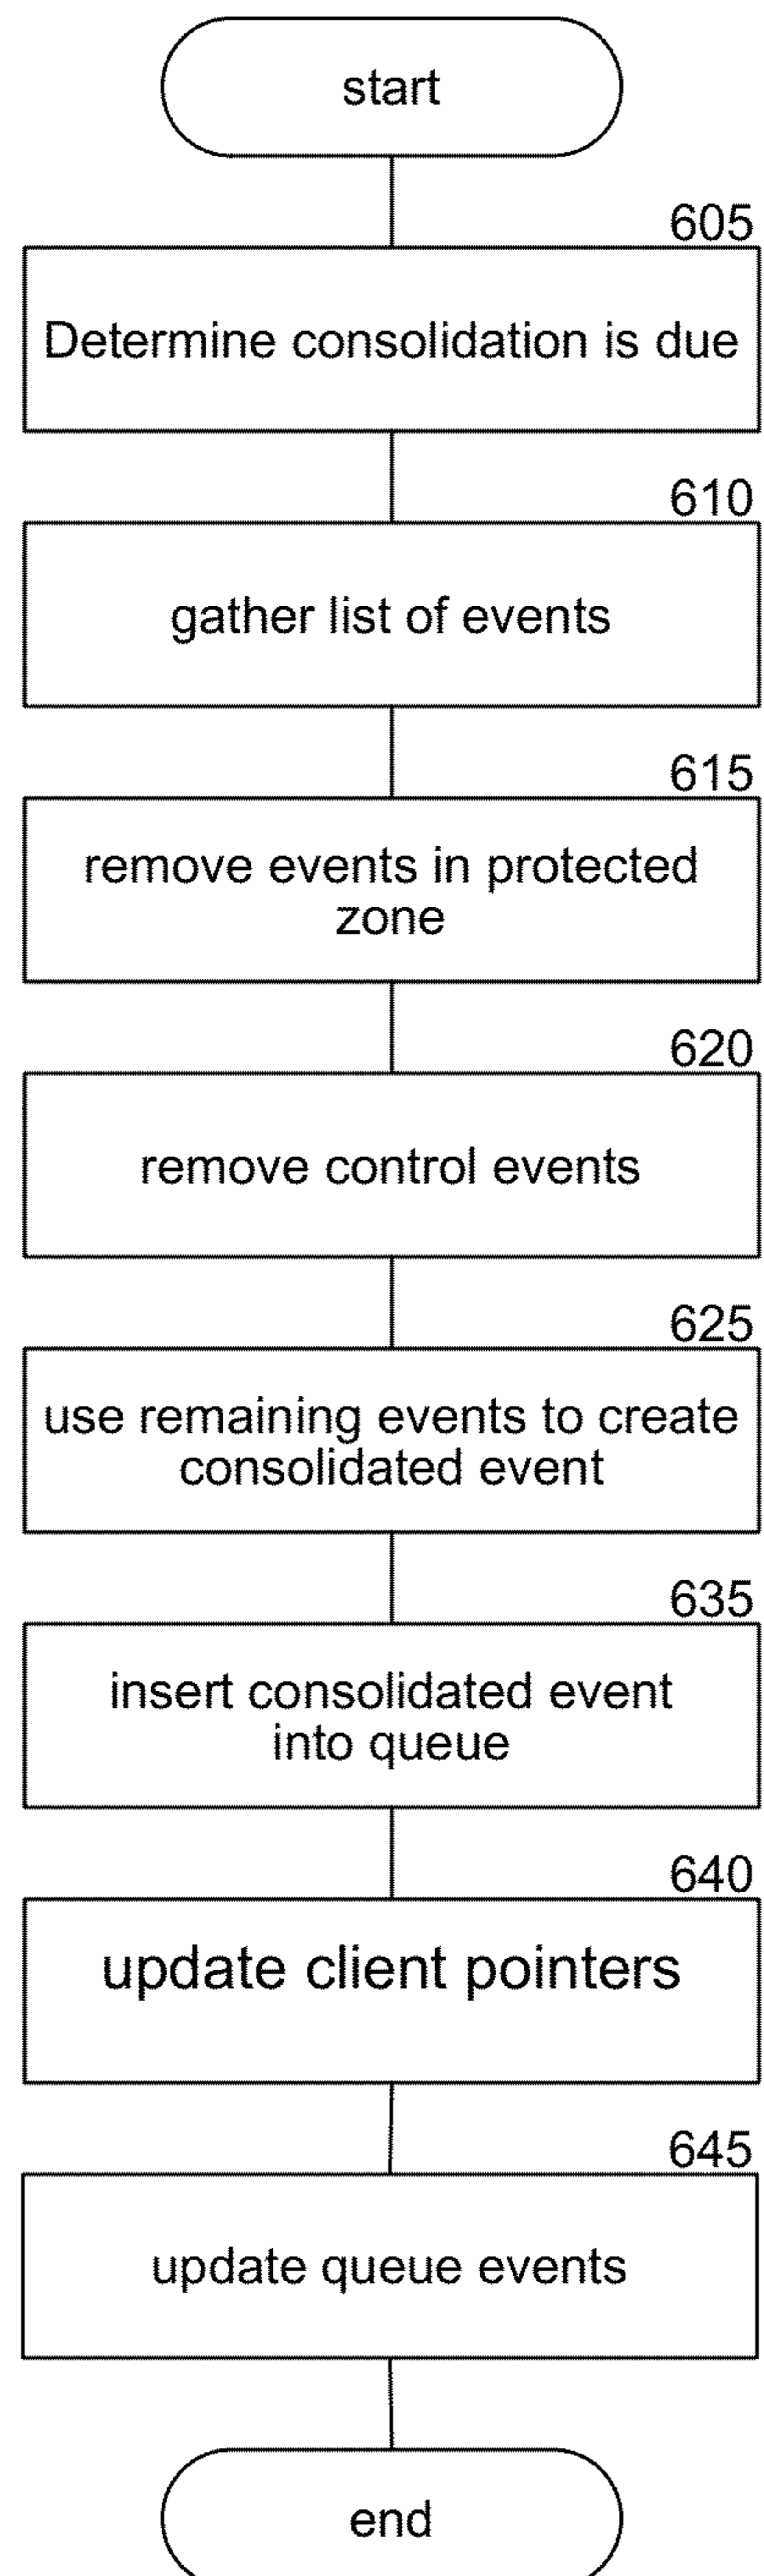 start
605
Determine consolidation is due
610
gather list of events
615
remove events in protected
zone
620
remove control events
625
use remaining events to create
consolidated event
635
insert consolidated event
into queue
640
update client pointers
645
update queue events
end